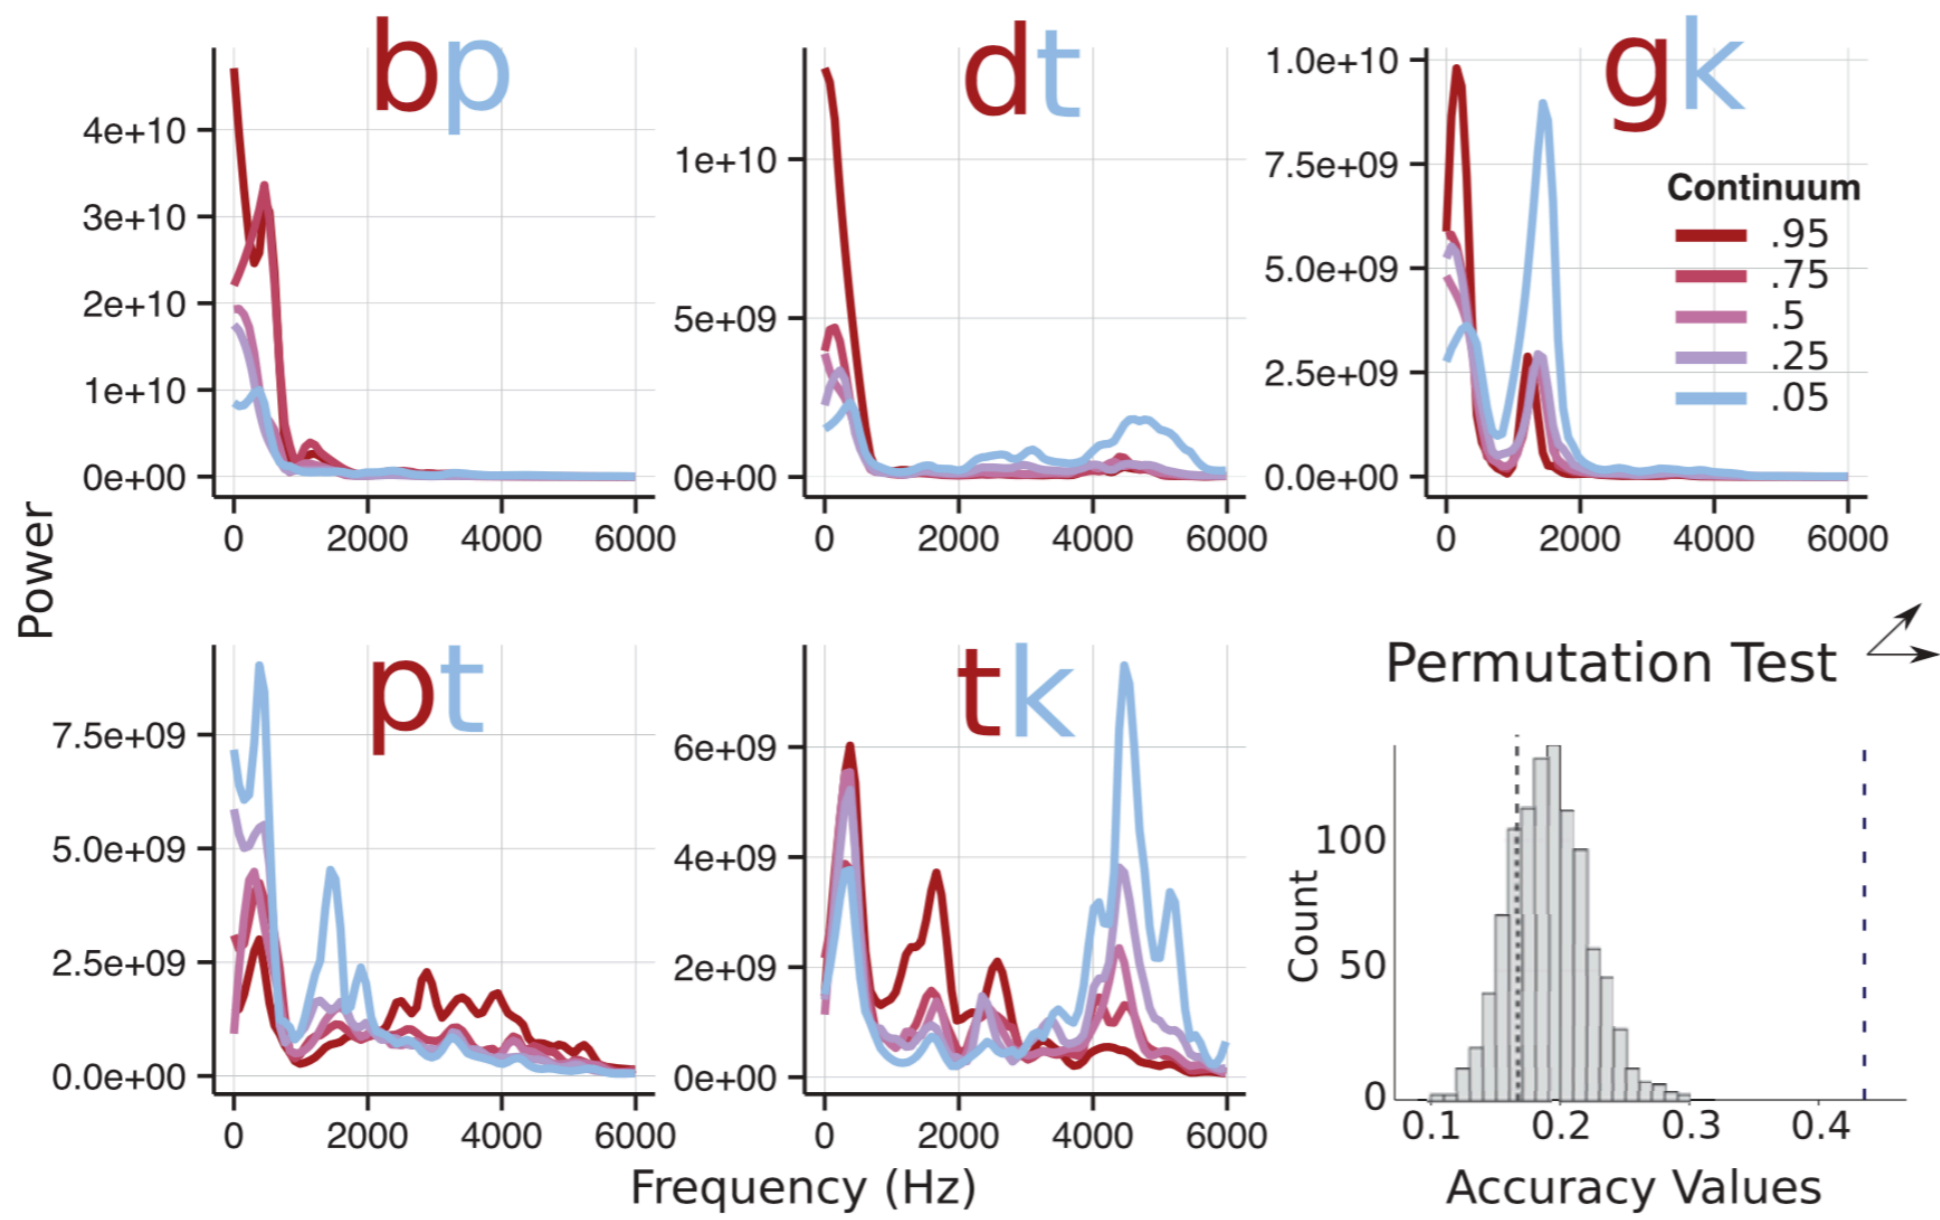 bp
dt
gk
4e+10
3e+10
2e+10
1e+10
0e+00
0 2000 4000 6000
1e+10
5e+09
0e+00
0 2000 4000 6000
1.0e+10
7.5e+09
5.0e+09
2.5e+09
0.0e+00
0 2000 4000 6000
Continuum
.95
.75
.5
.25
.05
Power
pt
7.5e+09
5.0e+09
2.5e+09
0.0e+00
0 2000 4000 6000
tk
6e+09
4e+09
2e+09
0e+00
0 2000 4000 6000
Frequency (Hz)
Permutation Test
Count
100
50
0
0.1 0.2 0.3 0.4
Accuracy Values